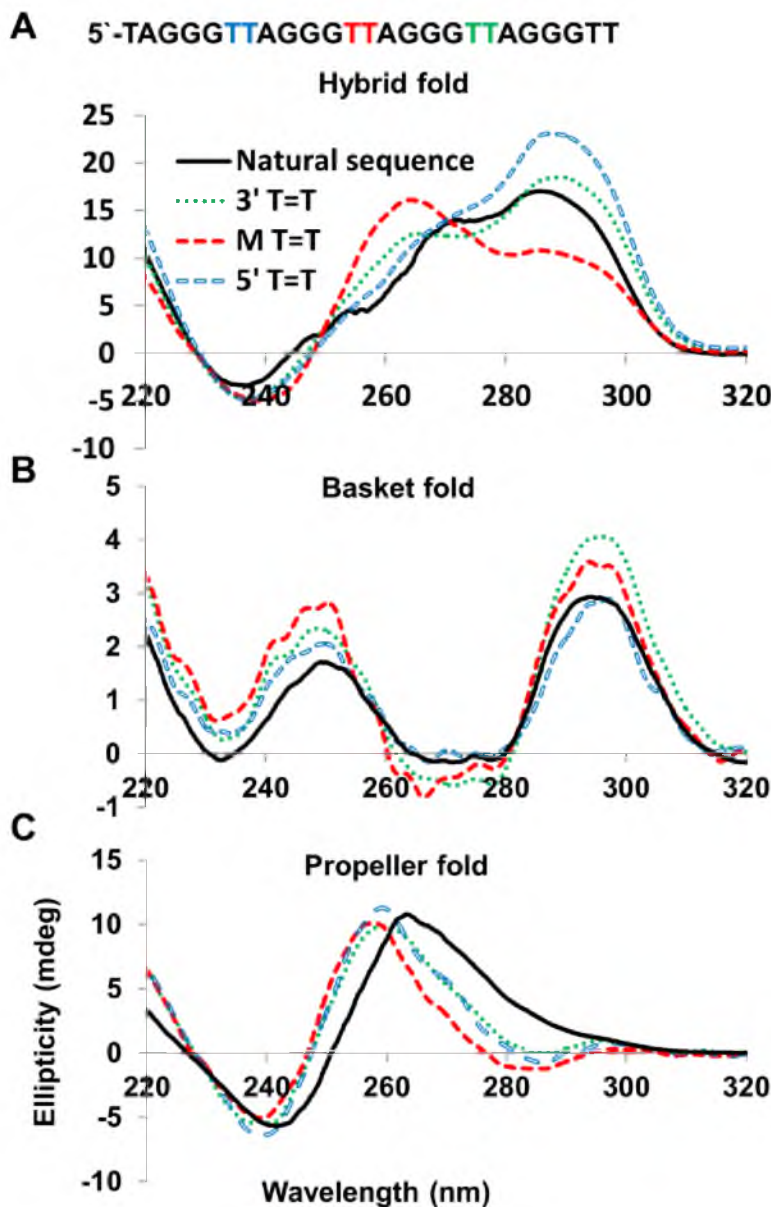 A 5`-TAGGGTTAGGGTTAGGGTTAGGGTT
Hybrid fold
25
20
15
10
5
0
-5
-10
Natural sequence
3' T=T
M T=T
5' T=T
220 240 260 280 300 320
B
Basket fold
5
4
3
2
1
0
-1
220 240 260 280 300 320
C
Propeller fold
15
10
5
0
-5
-10
220 240 260 280 300 320
Ellipticity (mdeg)
Wavelength (nm)